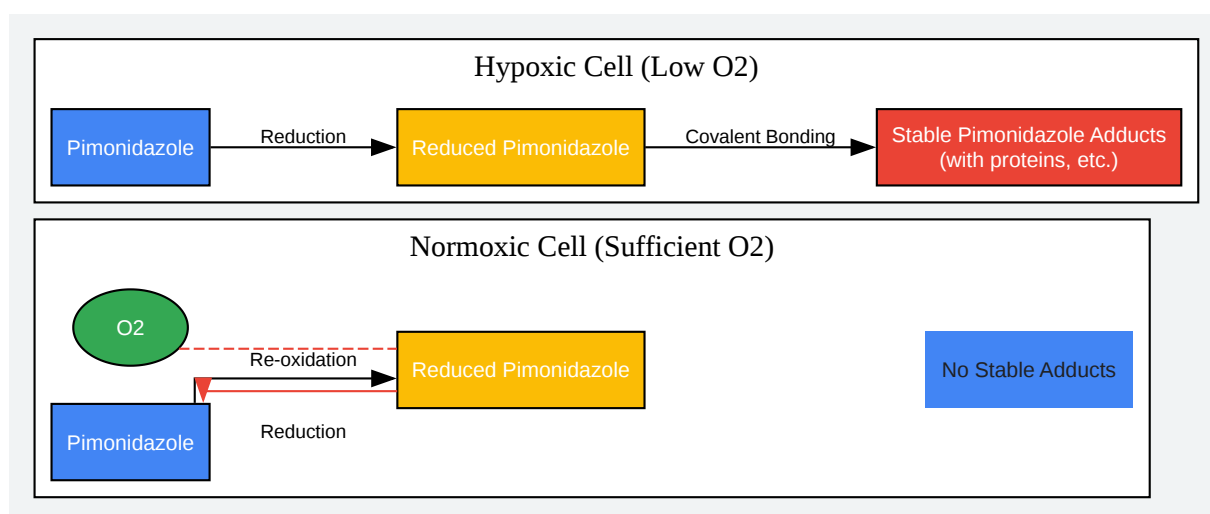 Hypoxic Cell (Low O2)
Pimonidazole
Reduction
Reduced Pimonidazole
Covalent Bonding
Stable Pimonidazole Adducts
(with proteins, etc.)
Normoxic Cell (Sufficient O2)
O2
Re-oxidation
Reduced Pimonidazole
No Stable Adducts
Pimonidazole
Reduction